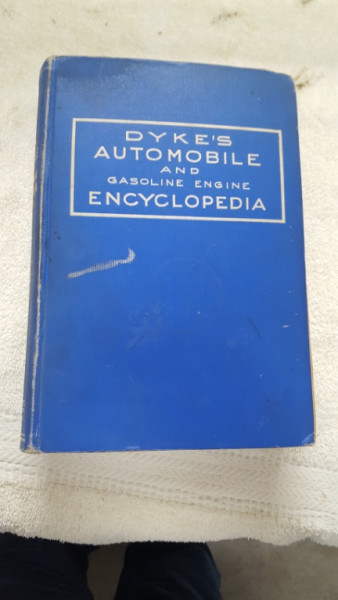 DYKE'S
AUTOMOBILE
AND
GASOLINE ENGINE
ENCYCLOPEDIA